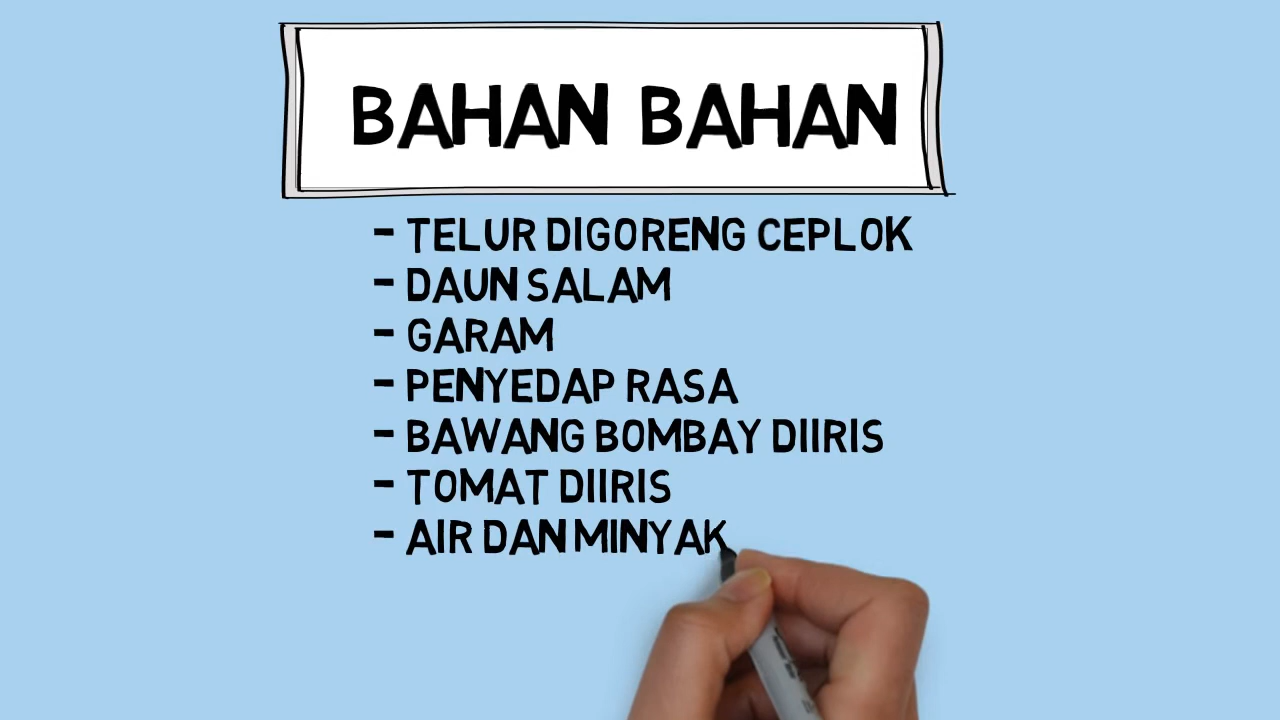 BAHAN BAHAN
- TELUR DIGORENG CEPLOK
- DAUN SALAM
- GARAM
- PENYEDAP RASA
- BAWANG BOMBAY DIIRIS
- TOMAT DIIRIS
- AIR DAN MINYAK